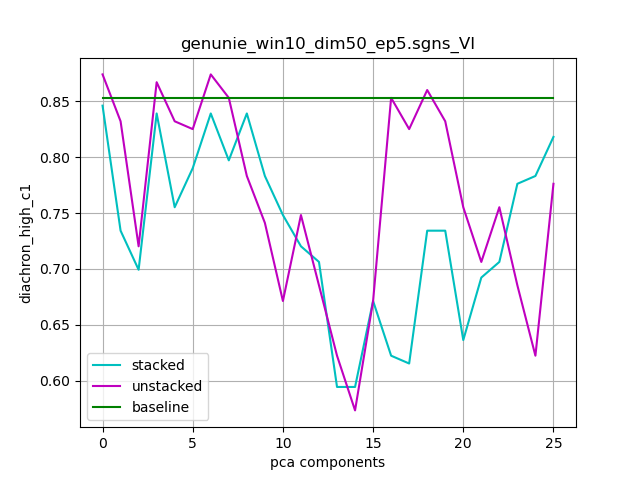 genunie_win10_dim50_ep5.sgns_VI
diachron_high_c1
0.85
0.80
0.75
0.70
0.65
0.60
stacked
unstacked
baseline
0 5 10 15 20 25
pca components